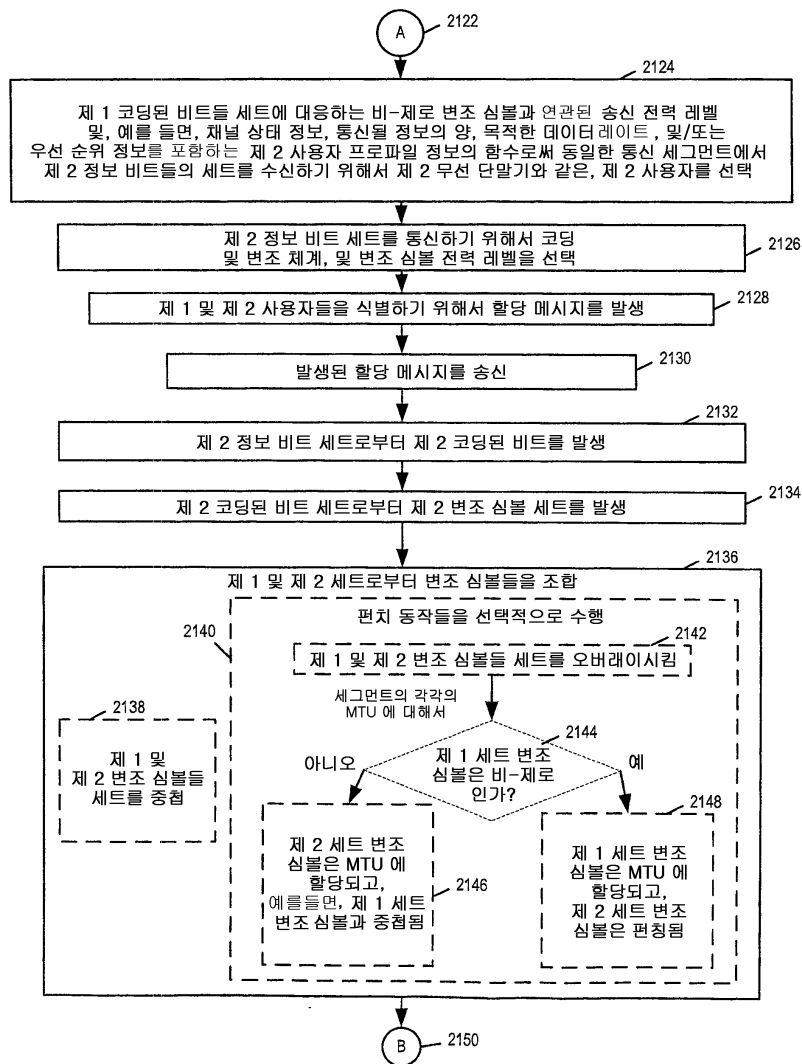 A
2122
2124
제 1 코딩된 비트들 세트에 대응하는 비-제로 변조 심볼과 연관된 송신 전력 레벨
및, 예를 들면, 채널 상태 정보, 통신될 정보의 양, 목적한 데이터 레이트, 및/또는
우선 순위 정보를 포함하는 제 2 사용자 프로파일 정보의 함수로써 동일한 통신 세그먼트에서
제 2 정보 비트들의 세트를 수신하기 위해서 제 2 무선 단말기와 같은, 제 2 사용자를 선택
제 2 정보 비트 세트를 통신하기 위해서 코딩
및 변조 체계, 및 변조 심볼 전력 레벨을 선택
2126
2128
제 1 및 제 2 사용자들을 식별하기 위해서 할당 메시지를 발생
2130
발생된 할당 메시지를 송신
2132
제 2 정보 비트 세트로부터 제 2 코딩된 비트를 발생
2134
제 2 코딩된 비트 세트로부터 제 2 변조 심볼 세트를 발생
2136
제 1 및 제 2 세트로부터 변조 심볼들을 조합
2138
제 1 및
제 2 변조 심볼들
세트를 중첩
2140
펀치 동작들을 선택적으로 수행
2142
제 1 및 제 2 변조 심볼들 세트를 오버래이시킴
세그먼트의 각각의
MTU 에 대해서
2144
제 1 세트 변조
심볼은 비-제로
인가?
아니오
예
제 2 세트 변조
심볼은 MTU 에
할당되고,
예를들면, 제 1 세트
변조 심볼과 중첩됨
2146
2148
제 1 세트 변조
심볼은 MTU 에
할당되고,
제 2 세트 변조
심볼은 펀칭됨
B
2150